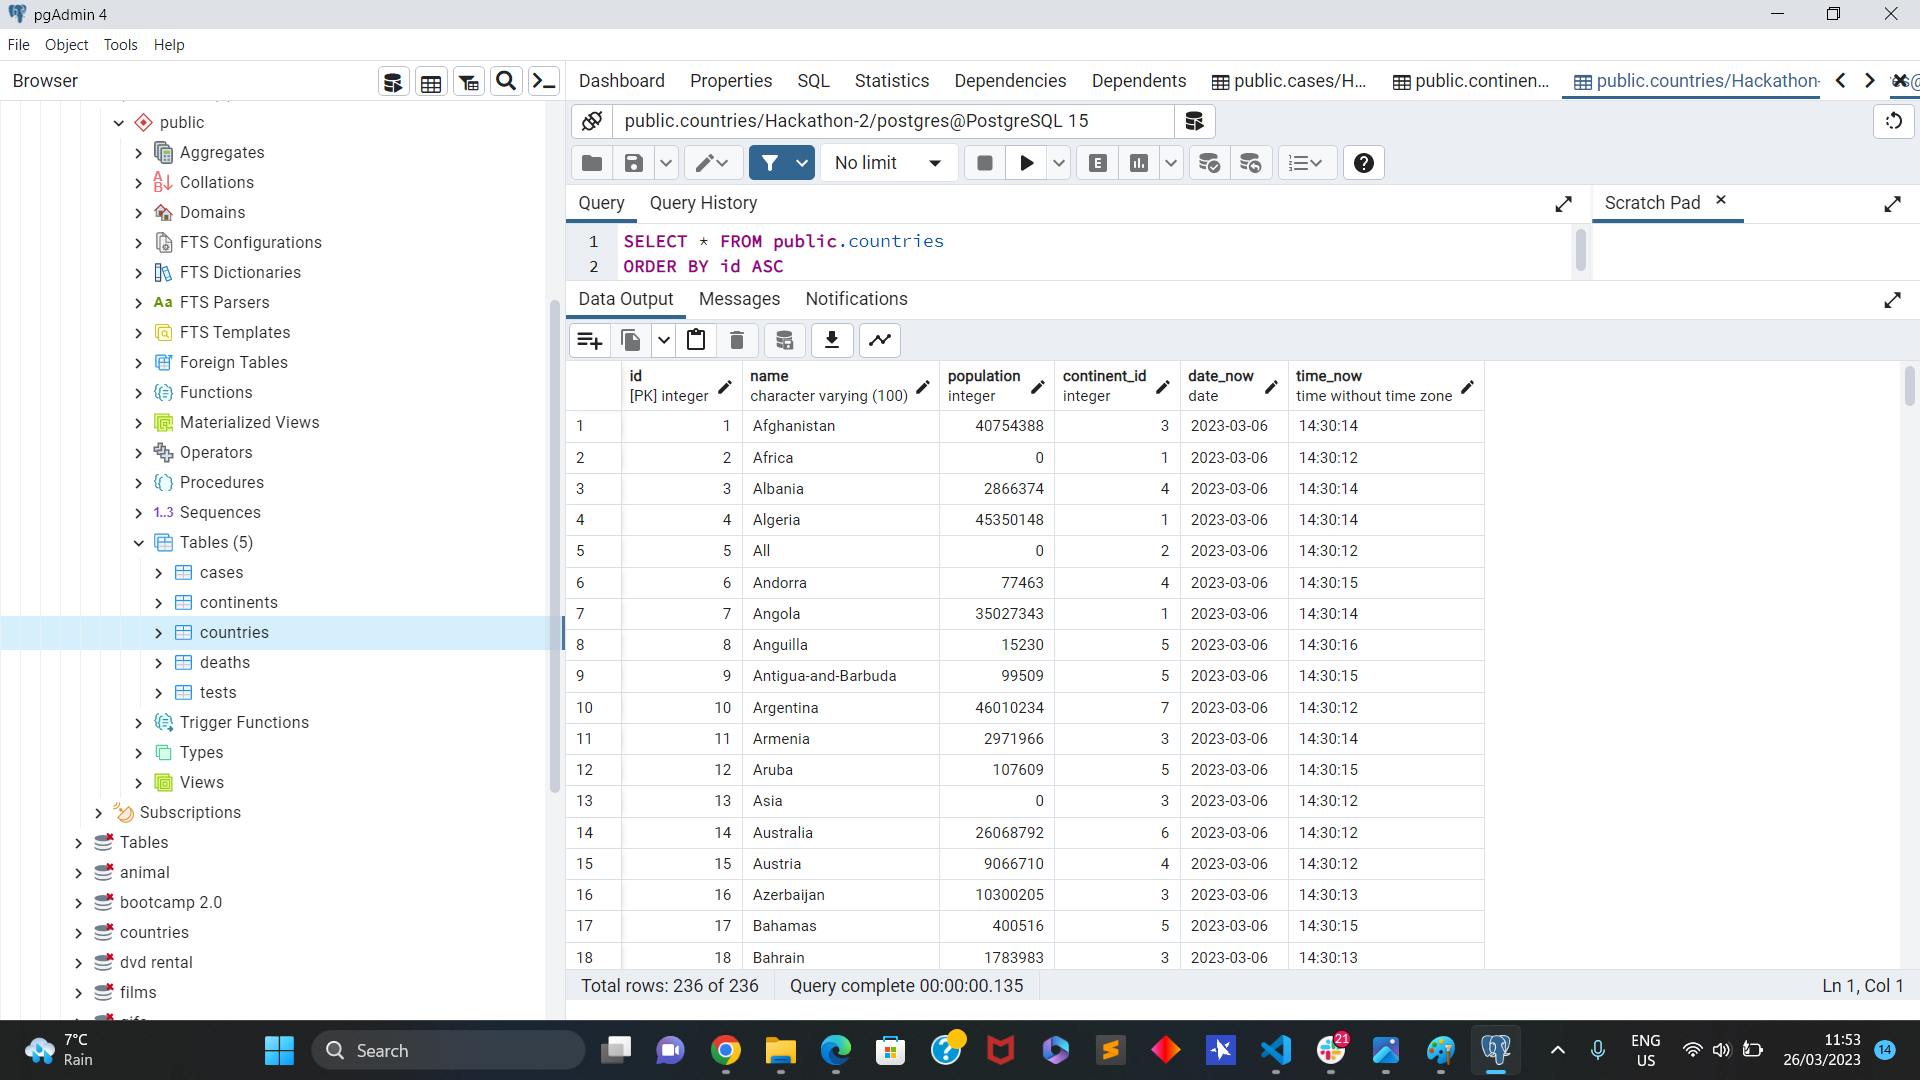 pgAdmin 4
File Object Tools Help
Browser
Dashboard Properties SQL Statistics Dependencies Dependents public.cases/H... public.continen... public.countries/Hackathon-
public.countries/Hackathon-2/postgres@PostgreSQL 15
No limit
Query Query History Scratch Pad
1 SELECT * FROM public.countries
2 ORDER BY id ASC
Data Output Messages Notifications
id name population continent_id date_now time_now
[PK] integer character varying (100) integer integer date time without time zone
1 1 Afghanistan 40754388 3 2023-03-06 14:30:14
2 2 Africa 0 1 2023-03-06 14:30:12
3 3 Albania 2866374 4 2023-03-06 14:30:14
4 4 Algeria 45350148 1 2023-03-06 14:30:14
5 5 All 0 2 2023-03-06 14:30:12
6 6 Andorra 77463 4 2023-03-06 14:30:15
7 7 Angola 35027343 1 2023-03-06 14:30:14
8 8 Anguilla 15230 5 2023-03-06 14:30:16
9 9 Antigua-and-Barbuda 99509 5 2023-03-06 14:30:15
10 10 Argentina 46010234 7 2023-03-06 14:30:12
11 11 Armenia 2971966 3 2023-03-06 14:30:14
12 12 Aruba 107609 5 2023-03-06 14:30:15
13 13 Asia 0 3 2023-03-06 14:30:12
14 14 Australia 26068792 6 2023-03-06 14:30:12
15 15 Austria 9066710 4 2023-03-06 14:30:12
16 16 Azerbaijan 10300205 3 2023-03-06 14:30:13
17 17 Bahamas 400516 5 2023-03-06 14:30:15
18 18 Bahrain 1783983 3 2023-03-06 14:30:13
Total rows: 236 of 236 Query complete 00:00:00.135 Ln 1, Col 1
public
Aggregates
Collations
Domains
FTS Configurations
FTS Dictionaries
Aa FTS Parsers
FTS Templates
Foreign Tables
Functions
Materialized Views
Operators
Procedures
1..3 Sequences
Tables (5)
cases
continents
countries
deaths
tests
Trigger Functions
Types
Views
Subscriptions
Tables
animal
bootcamp 2.0
countries
dvd rental
films
7°C
Rain
Search
21
ENG
US
11:53
26/03/2023
14